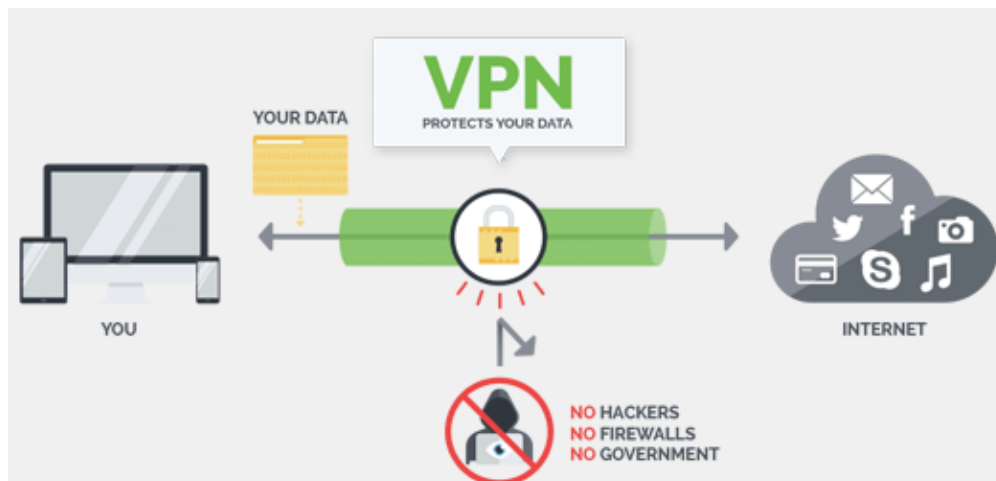 VPN
PROTECTS YOUR DATA
YOUR DATA
YOU
INTERNET
NO HACKERS
NO FIREWALLS
NO GOVERNMENT